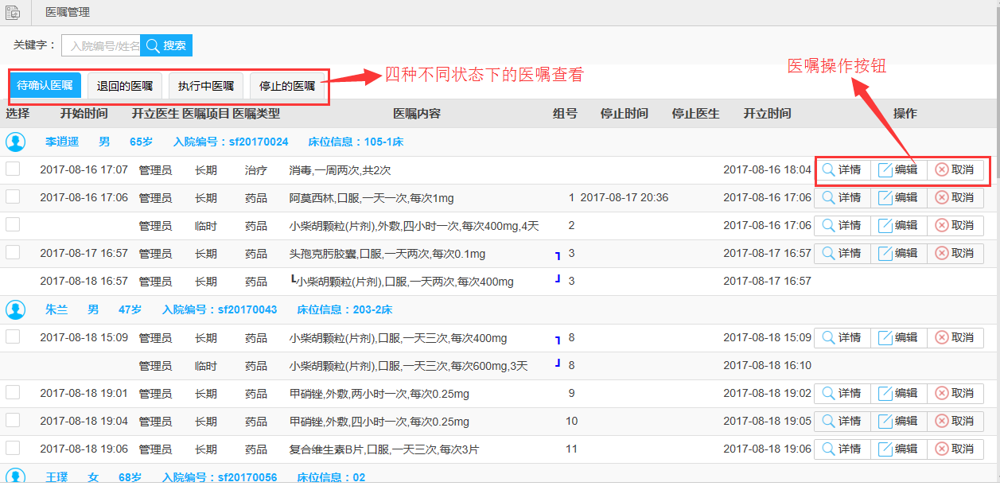 医嘱管理
关键字： 入院编号/姓名 搜索
待确认医嘱 退回的医嘱 执行中医嘱 停止的医嘱 四种不同状态下的医嘱查看 医嘱操作按钮
选择 开始时间 开立医生 医嘱项目 医嘱类型 医嘱内容 组号 停止时间 停止医生 开立时间 操作
李逍遥 男 65岁 入院编号：sf20170024 床位信息：105-1床
2017-08-16 17:07 管理员 长期 治疗 消毒,一周两次,共2次 2017-08-16 18:04 详情 编辑 取消
2017-08-16 17:06 管理员 长期 药品 阿莫西林,口服,一天一次,每次1mg 1 2017-08-17 20:36 2017-08-16 17:06 详情 编辑 取消
管理员 临时 药品 小柴胡颗粒(片剂),外敷,四小时一次,每次400mg,4天 2 2017-08-16 17:06 详情 编辑 取消
2017-08-17 16:57 管理员 长期 药品 头孢克肟胶囊,口服,一天两次,每次0.1mg ┓ 3 2017-08-17 16:57 详情 编辑 取消
2017-08-18 16:57 管理员 长期 药品 ┗小柴胡颗粒(片剂),口服,一天两次,每次400mg ┛ 3 2017-08-17 16:57
朱兰 男 47岁 入院编号：sf20170043 床位信息：203-2床
2017-08-18 15:09 管理员 长期 药品 小柴胡颗粒(片剂),口服,一天三次,每次400mg ┓ 8 2017-08-18 15:09 详情 编辑 取消
管理员 临时 药品 小柴胡颗粒(片剂),口服,一天三次,每次600mg,3天 ┛ 8 2017-08-18 16:10
2017-08-18 19:01 管理员 长期 药品 甲硝锉,外敷,两小时一次,每次0.25mg 9 2017-08-18 19:02 详情 编辑 取消
2017-08-18 19:04 管理员 长期 药品 甲硝锉,外敷,四小时一次,每次0.25mg 10 2017-08-18 19:05 详情 编辑 取消
2017-08-18 19:06 管理员 长期 药品 复合维生素B片,口服,一天三次,每次3片 11 2017-08-18 19:06 详情 编辑 取消
王璞 女 68岁 入院编号：sf20170056 床位信息：02